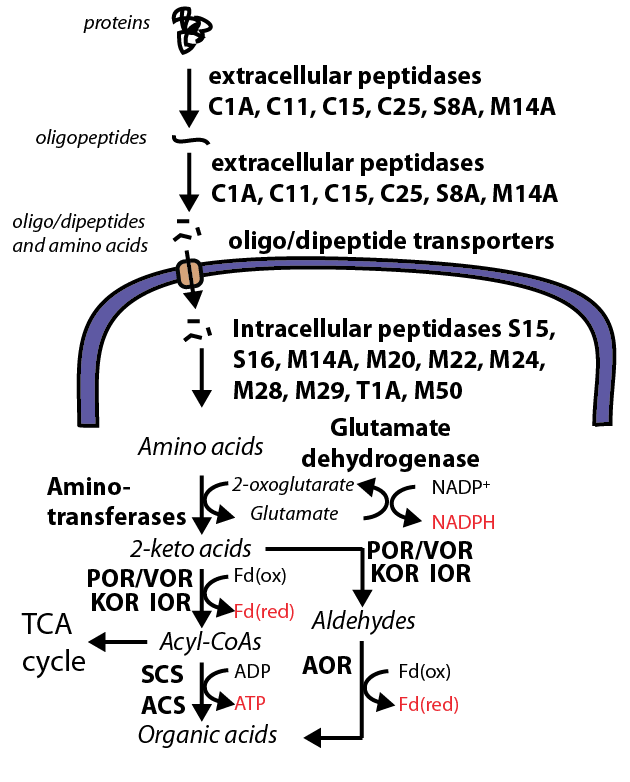 proteins
extracellular peptidases
C1A, C11, C15, C25, S8A, M14A
oligopeptides
extracellular peptidases
C1A, C11, C15, C25, S8A, M14A
oligo/dipeptides
and amino acids
oligo/dipeptide transporters
Intracellular peptidases S15,
S16, M14A, M20, M22, M24,
M28, M29, T1A, M50
Amino acids
Glutamate
dehydrogenase
Amino-
transferases
2-oxoglutarate
Glutamate
NADP+
NADPH
2-keto acids
POR/VOR
KOR IOR
Fd(ox)
Fd(red)
POR/VOR
KOR IOR
Aldehydes
TCA
cycle
Acyl-CoAs
SCS
ACS
ADP
ATP
AOR
Fd(ox)
Fd(red)
Organic acids